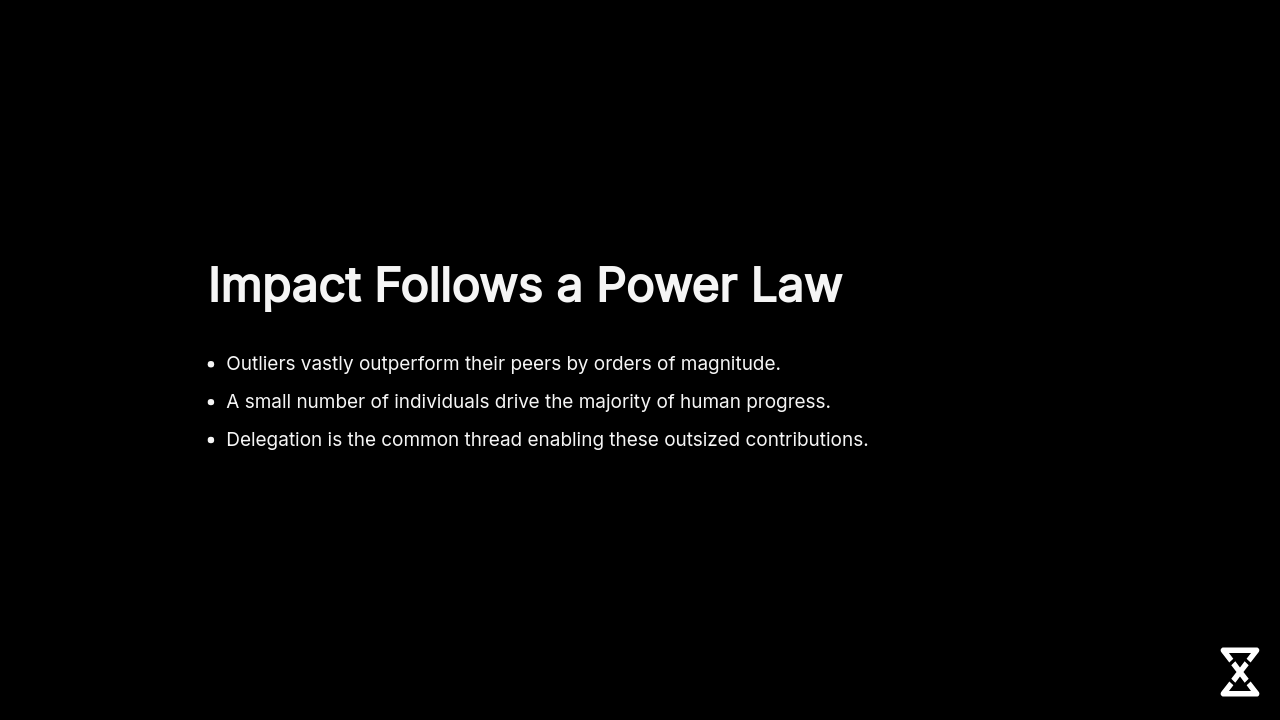 Impact Follows a Power Law
• Outliers vastly outperform their peers by orders of magnitude.
• A small number of individuals drive the majority of human progress.
• Delegation is the common thread enabling these outsized contributions.